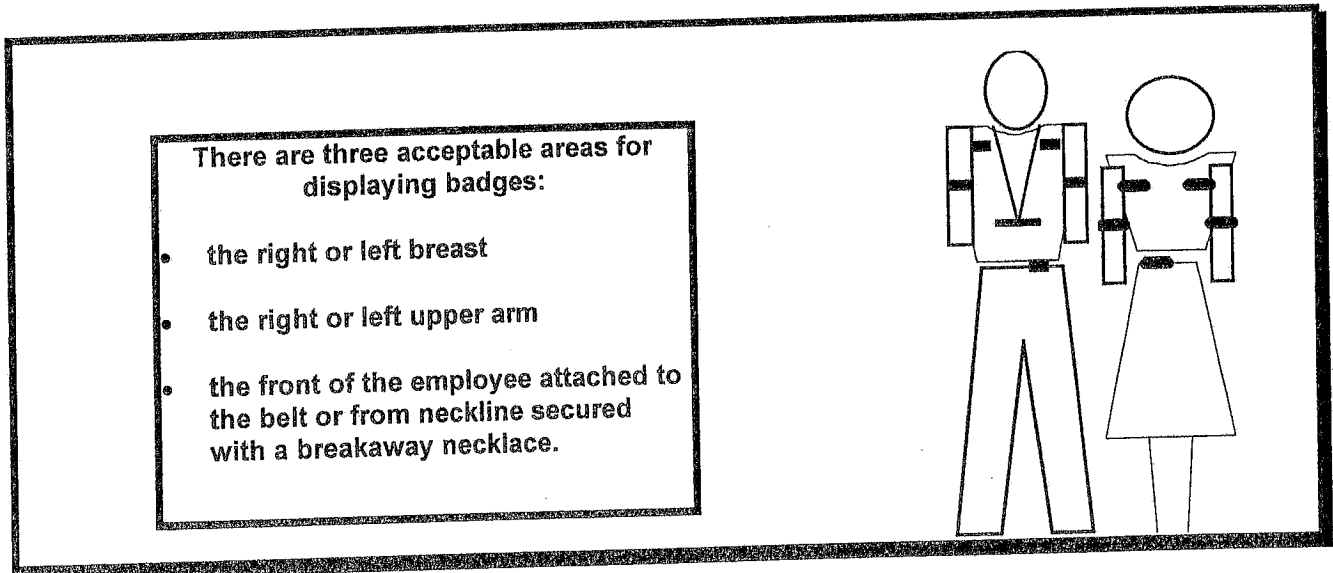 There are three acceptable areas for
displaying badges:
• the right or left breast
• the right or left upper arm
• the front of the employee attached to
the belt or from neckline secured
with a breakaway necklace.